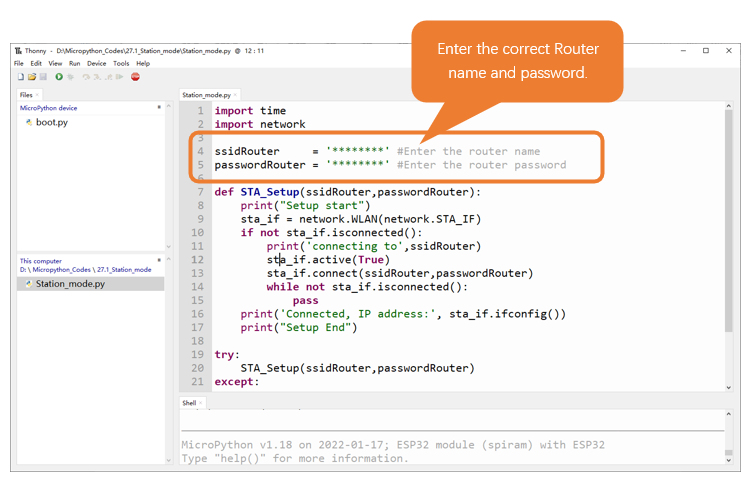 Enter the correct Router
name and password.
Thonny - D:\Micropython_Codes\27.1_Station_mode\Station_mode.py @ 12 : 11
File Edit View Run Device Tools Help
Files
MicroPython device
boot.py
This computer
D: \ Micropython_Codes \ 27.1_Station_mode
Station_mode.py
Station_mode.py
1 import time
2 import network
3
4 ssidRouter = '********' #Enter the router name
5 passwordRouter = '********' #Enter the router password
6
7 def STA_Setup(ssidRouter,passwordRouter):
8 print("Setup start")
9 sta_if = network.WLAN(network.STA_IF)
10 if not sta_if.isconnected():
11 print('connecting to',ssidRouter)
12 sta_if.active(True)
13 sta_if.connect(ssidRouter,passwordRouter)
14 while not sta_if.isconnected():
15 pass
16 print('Connected, IP address:', sta_if.ifconfig())
17 print("Setup End")
18
19 try:
20 STA_Setup(ssidRouter,passwordRouter)
21 except:
Shell
MicroPython v1.18 on 2022-01-17; ESP32 module (spiram) with ESP32
Type "help()" for more information.